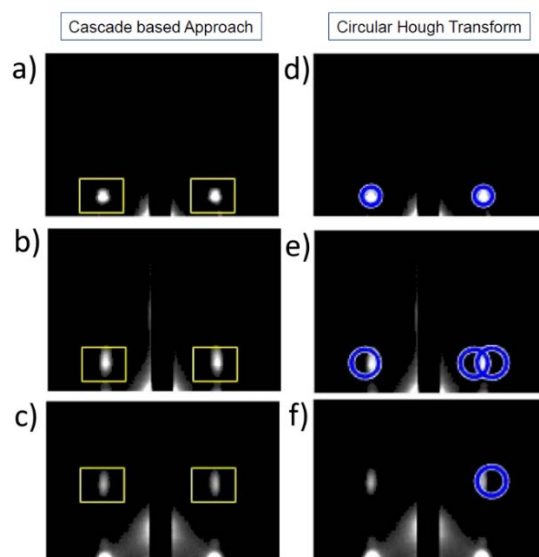 Cascade based Approach
Circular Hough Transform
a)
d)
b)
e)
c)
f)